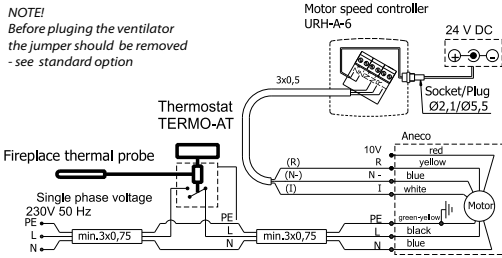 NOTE!
Before pluging the ventilator
the jumper should be removed
- see standard option
Motor speed controller
URH-A-6
24 V DC
3x0,5
Socket/Plug
Ø2,1/Ø5,5
Thermostat
TERMO-AT
Fireplace thermal probe
Single phase voltage
230V 50 Hz
PE
L
N
min.3x0,75
PE
L
N
min.3x0,75
(R)
(N-)
(I)
Aneco
10V red
R yellow
N - blue
I white
Motor
PE green-yelow
L black
N blue